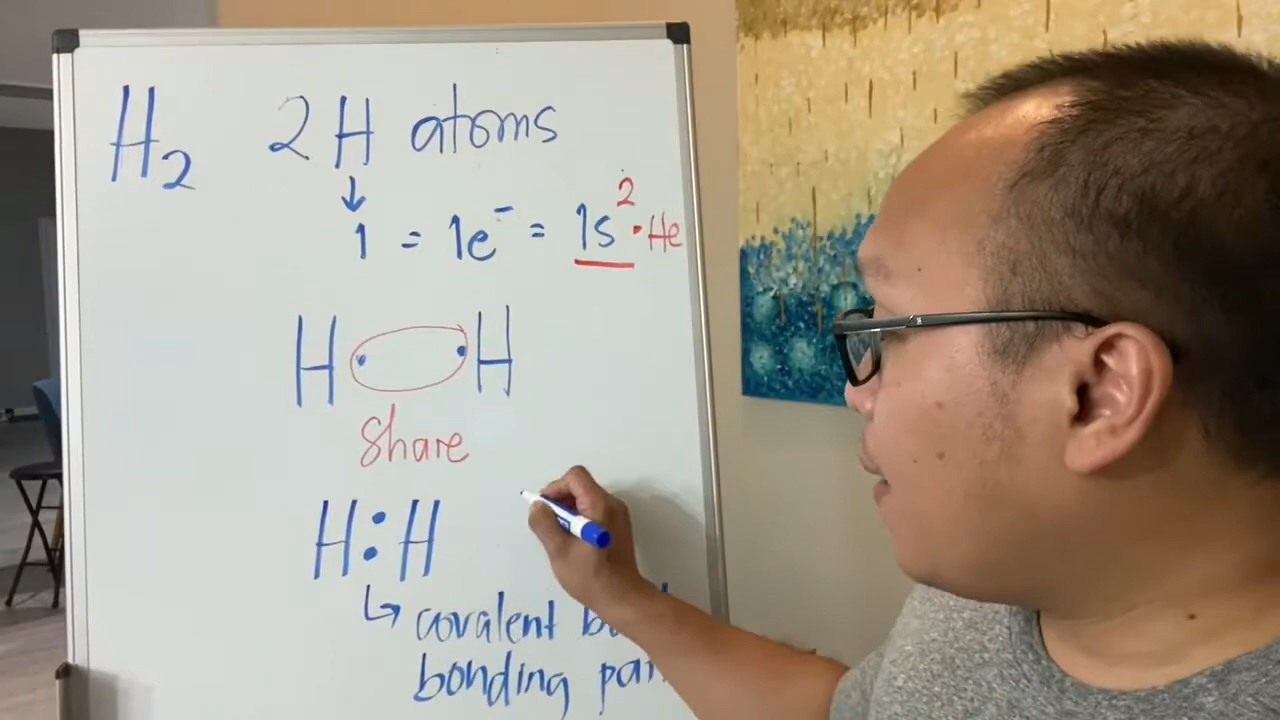 H₂ 2 H atoms
↓
1 = 1e⁻ = 1s² • He
H • • H
Share
H : H
↳ covalent
bonding